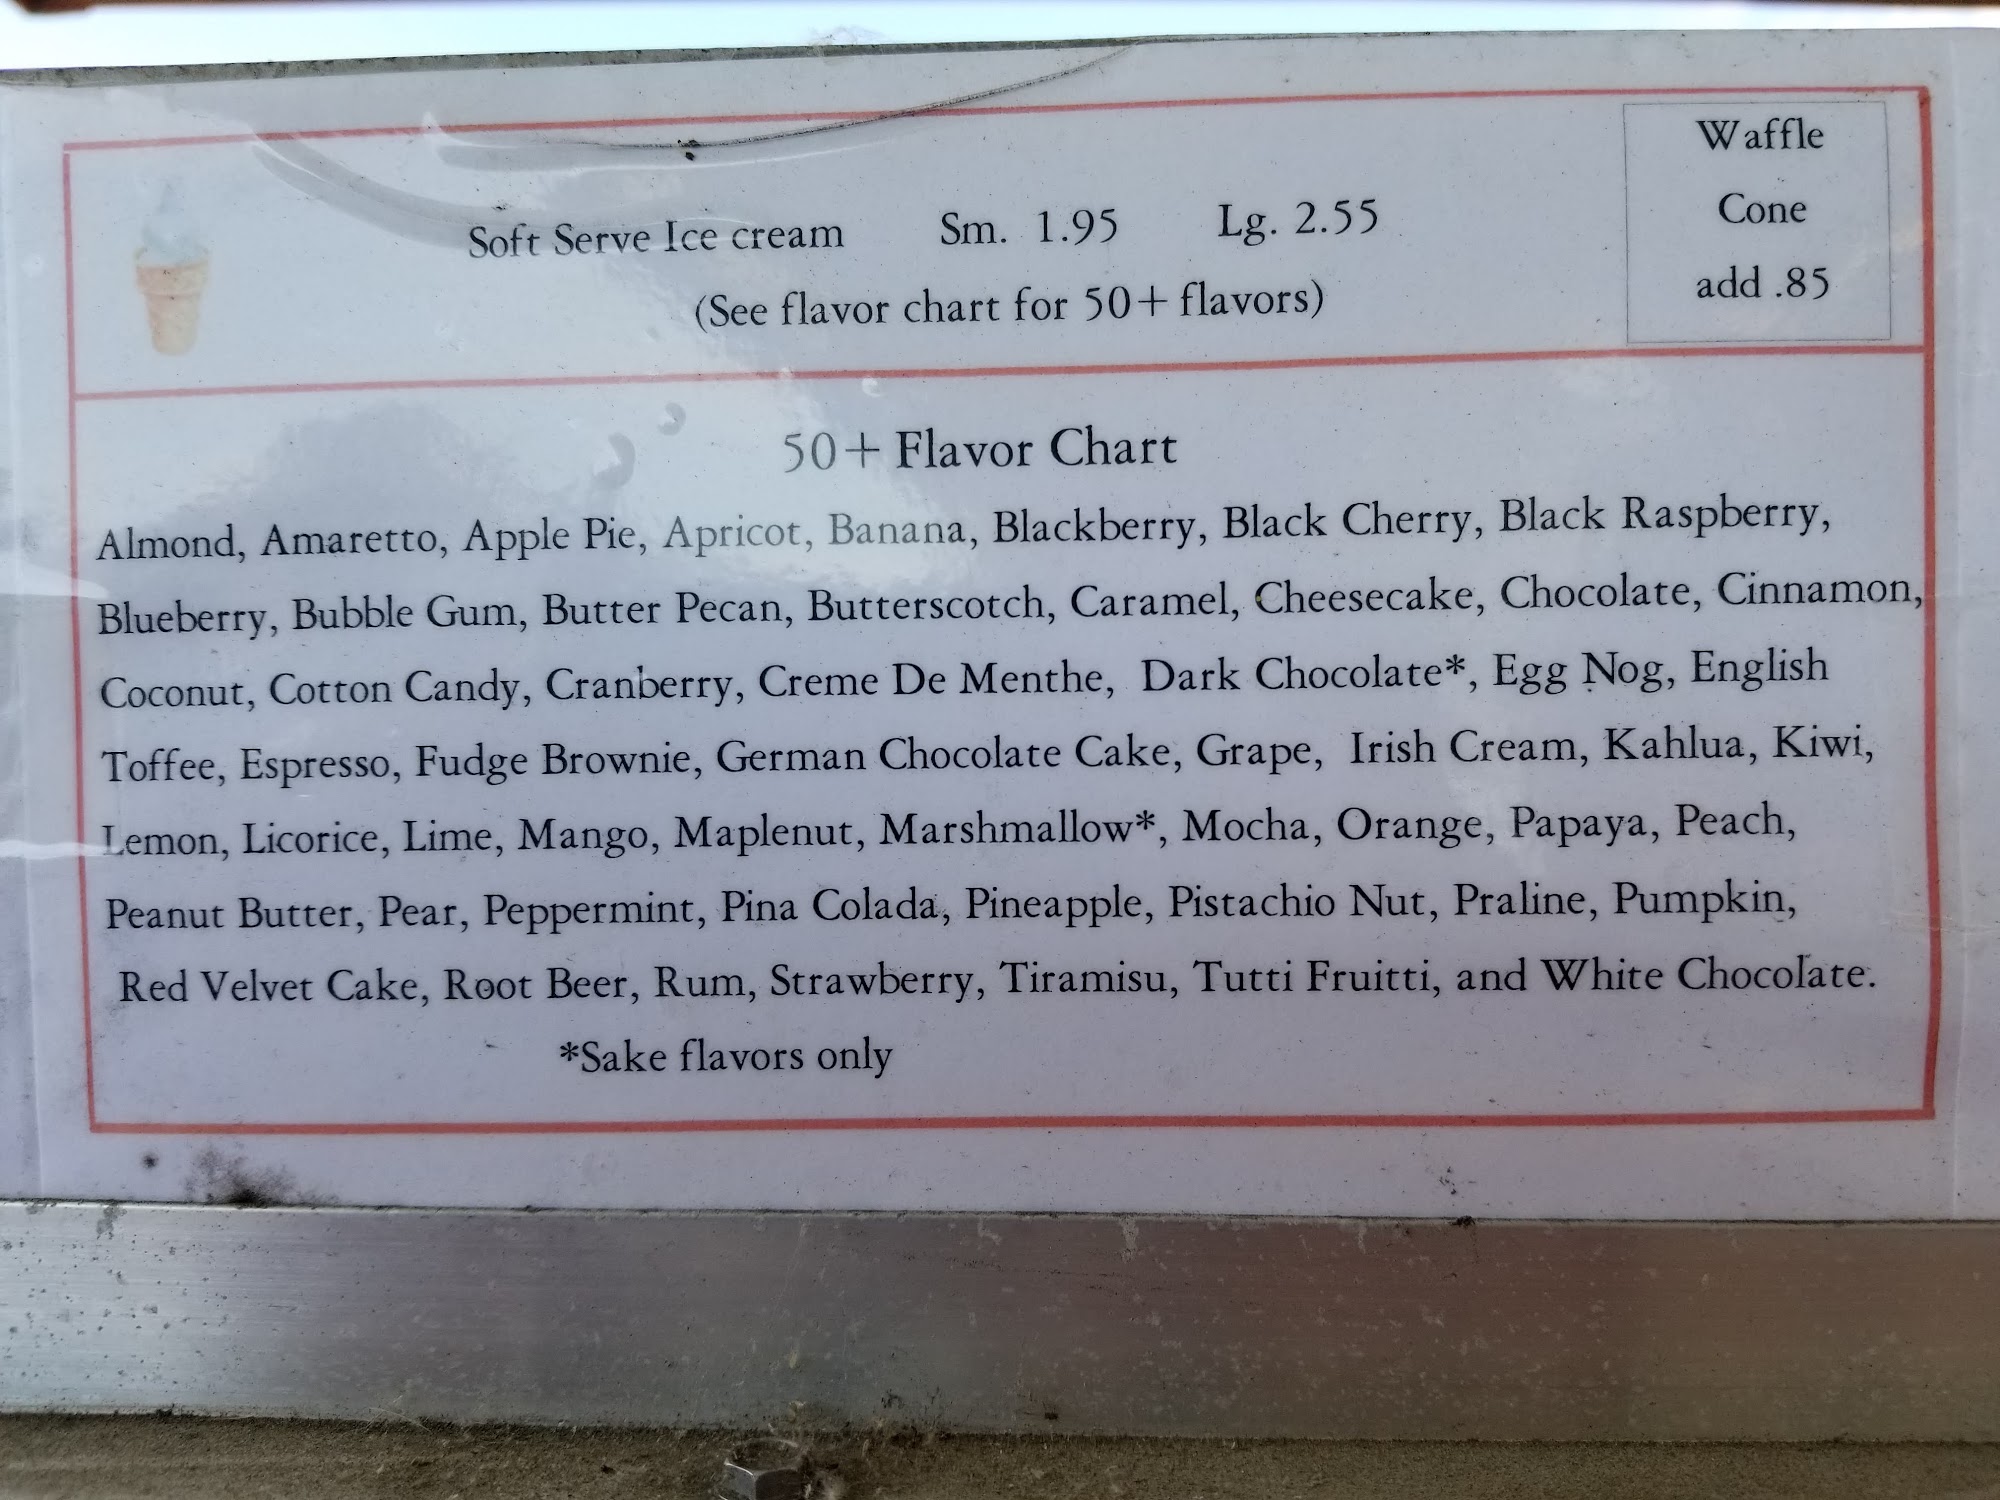 Waffle
Cone
add .85
Soft Serve Ice cream Sm. 1.95 Lg. 2.55
(See flavor chart for 50+ flavors)
50+ Flavor Chart
Almond, Amaretto, Apple Pie, Apricot, Banana, Blackberry, Black Cherry, Black Raspberry,
Blueberry, Bubble Gum, Butter Pecan, Butterscotch, Caramel, Cheesecake, Chocolate, Cinnamon,
Coconut, Cotton Candy, Cranberry, Creme De Menthe, Dark Chocolate*, Egg Nog, English
Toffee, Espresso, Fudge Brownie, German Chocolate Cake, Grape, Irish Cream, Kahlua, Kiwi,
Lemon, Licorice, Lime, Mango, Maplenut, Marshmallow*, Mocha, Orange, Papaya, Peach,
Peanut Butter, Pear, Peppermint, Pina Colada, Pineapple, Pistachio Nut, Praline, Pumpkin,
Red Velvet Cake, Root Beer, Rum, Strawberry, Tiramisu, Tutti Fruitti, and White Chocolate.
*Sake flavors only